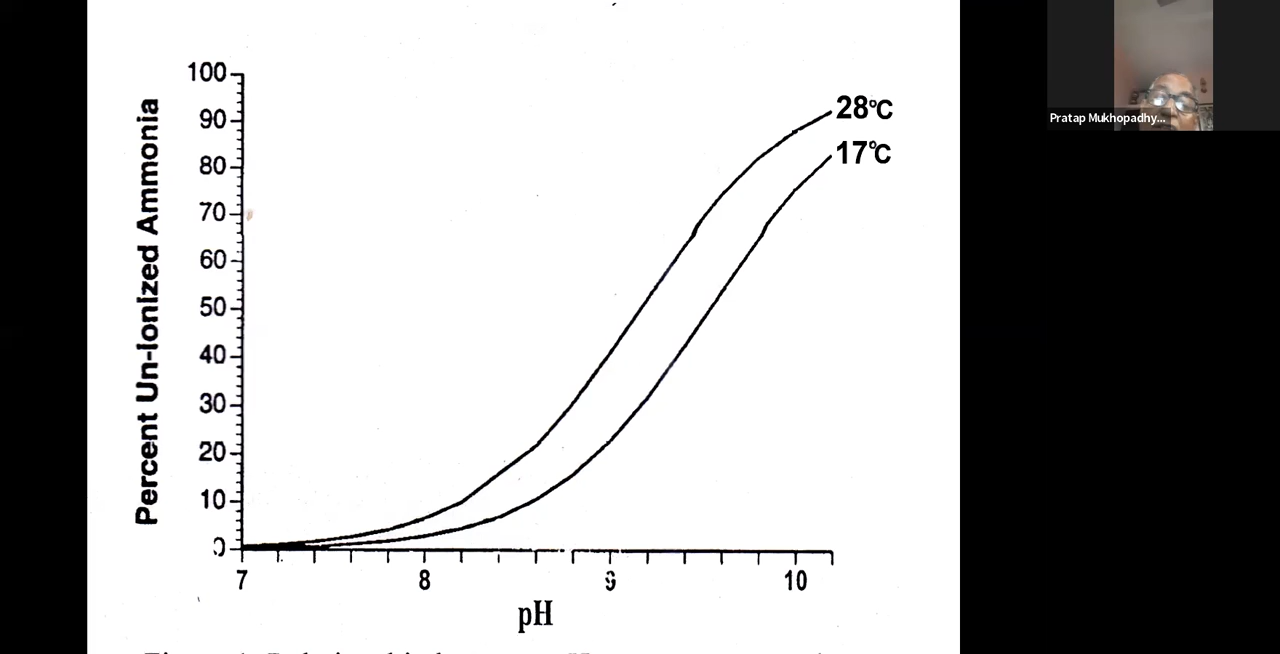 100
90
80
70
60
50
40
30
20
10
0
Percent Un-ionized Ammonia
28°C
17°C
7 8 9 10
pH
Pratap Mukhopadhy...